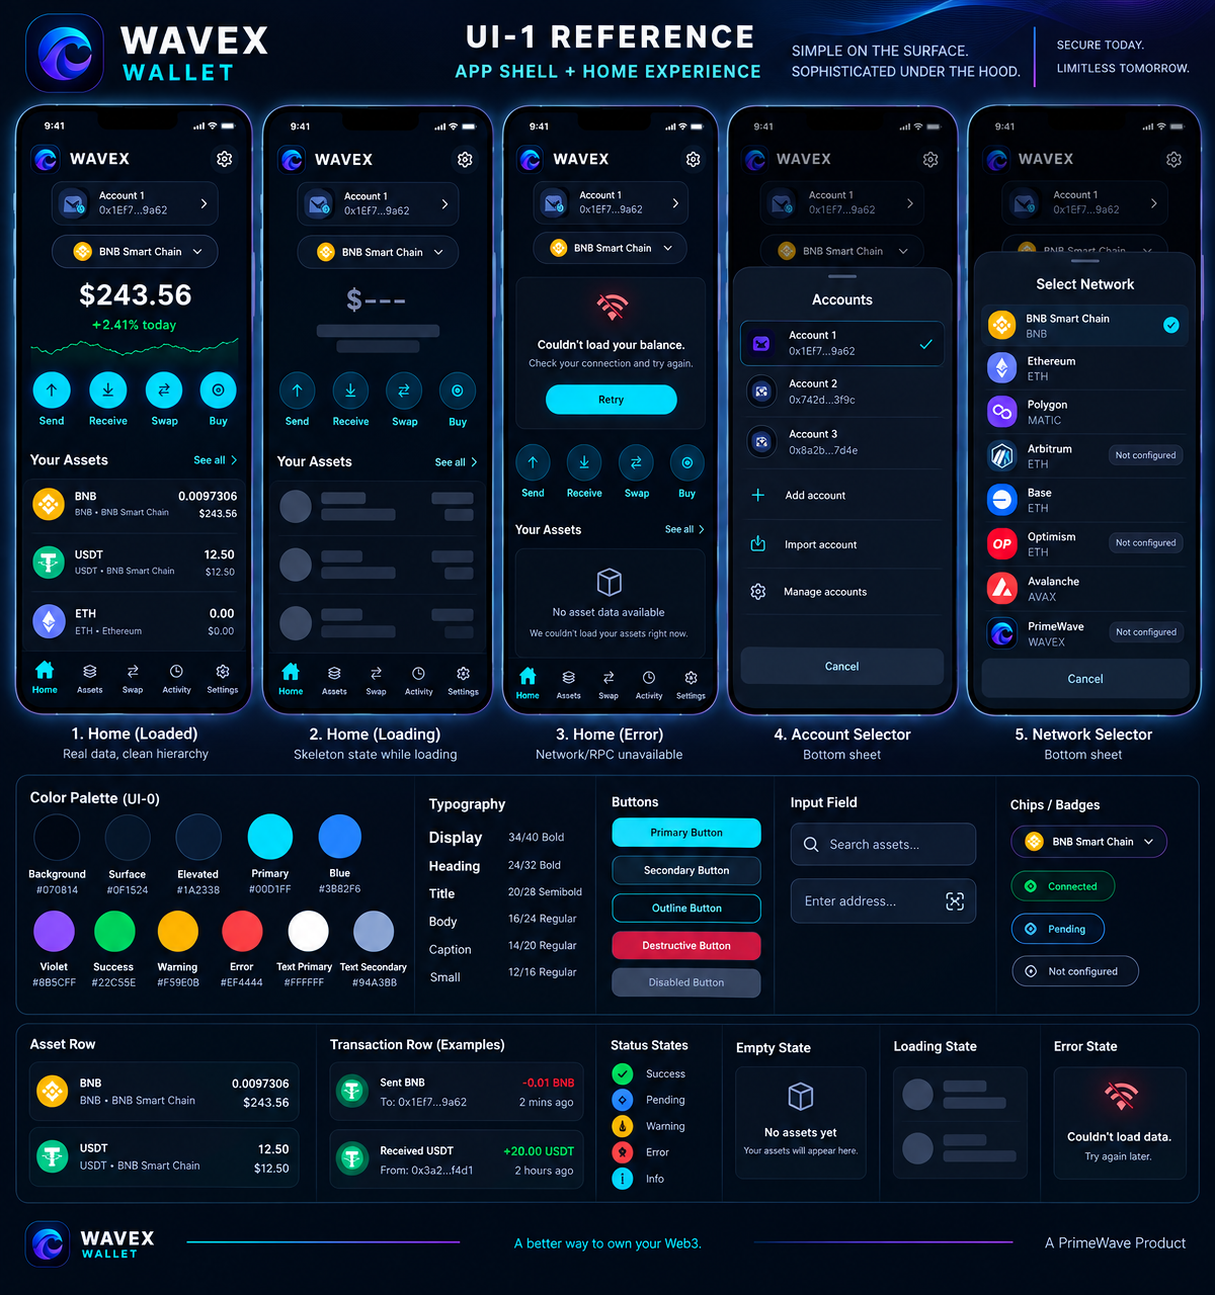 WAVEX
WALLET
UI-1 REFERENCE
APP SHELL + HOME EXPERIENCE
SIMPLE ON THE SURFACE.
SOPHISTICATED UNDER THE HOOD.
SECURE TODAY.
LIMITLESS TOMORROW.
9:41
WAVEX
Account 1
0x1Ef7...9a62
BNB Smart Chain
$243.56
+2.41% today
Send
Receive
Swap
Buy
Your Assets
See all
BNB
0.0097306
BNB • BNB Smart Chain
$243.56
USDT
12.50
USDT • BNB Smart Chain
$12.50
ETH
0.00
ETH • Ethereum
$0.00
Home
Assets
Swap
Activity
Settings
1. Home (Loaded)
Real data, clean hierarchy
9:41
WAVEX
Account 1
0x1Ef7...9a62
BNB Smart Chain
$---
Send
Receive
Swap
Buy
Your Assets
See all
Home
Assets
Swap
Activity
Settings
2. Home (Loading)
Skeleton state while loading
9:41
WAVEX
Account 1
0x1Ef7...9a62
BNB Smart Chain
Couldn't load your balance.
Check your connection and try again.
Retry
Send
Receive
Swap
Buy
Your Assets
See all
No asset data available
We couldn't load your assets right now.
Home
Assets
Swap
Activity
Settings
3. Home (Error)
Network/RPC unavailable
9:41
WAVEX
Account 1
0x1Ef7...9a62
BNB Smart Chain
Accounts
Account 1
0x1Ef7...9a62
Account 2
0x742d...3f9c
Account 3
0x8a2b...7d4e
Add account
Import account
Manage accounts
Cancel
4. Account Selector
Bottom sheet
9:41
WAVEX
Account 1
0x1Ef7...9a62
BNB Smart Chain
Select Network
BNB Smart Chain
BNB
Ethereum
ETH
Polygon
MATIC
Arbitrum
ETH
Not configured
Base
ETH
OP
Optimism
ETH
Not configured
Avalanche
AVAX
PrimeWave
WAVEX
Not configured
Cancel
5. Network Selector
Bottom sheet
Color Palette (UI-0)
Background
#070814
Surface
#0F1524
Elevated
#1A2338
Primary
#00D1FF
Blue
#3B82F6
Violet
#8B5CFF
Success
#22C55E
Warning
#F59E0B
Error
#EF4444
Text Primary
#FFFFFF
Text Secondary
#94A3B8
Typography
Display 34/40 Bold
Heading 24/32 Bold
Title 20/28 Semibold
Body 16/24 Regular
Caption 14/20 Regular
Small 12/16 Regular
Buttons
Primary Button
Secondary Button
Outline Button
Destructive Button
Disabled Button
Input Field
Search assets...
Enter address...
Chips / Badges
BNB Smart Chain
Connected
Pending
Not configured
Asset Row
BNB
0.0097306
BNB • BNB Smart Chain
$243.56
USDT
12.50
USDT • BNB Smart Chain
$12.50
Transaction Row (Examples)
Sent BNB
-0.01 BNB
To: 0x1Ef7...9a62
2 mins ago
Received USDT
+20.00 USDT
From: 0x3a2...f4d1
2 hours ago
Status States
Success
Pending
Warning
Error
Info
Empty State
No assets yet
Your assets will appear here.
Loading State
Error State
Couldn't load data.
Try again later.
WAVEX
WALLET
A better way to own your Web3.
A PrimeWave Product